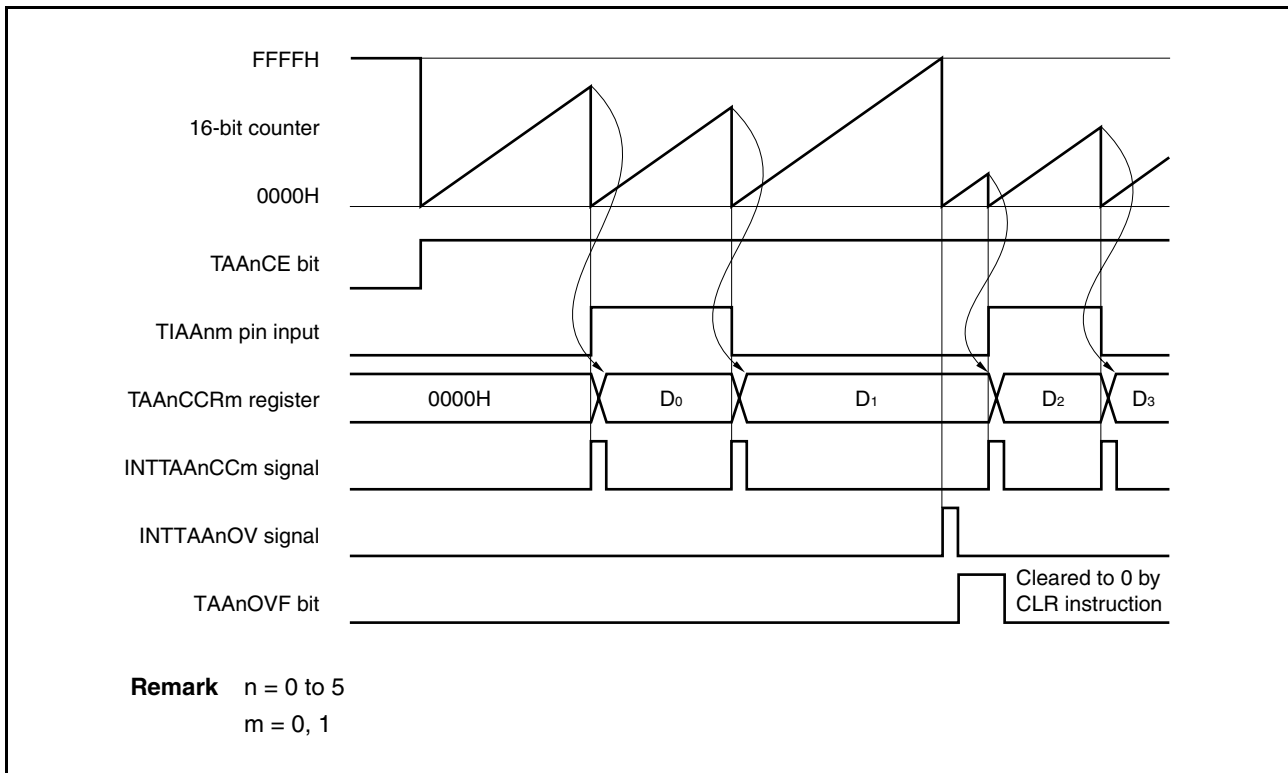 FFFFH
16-bit counter
0000H
TAAnCE bit
TIAAnm pin input
TAAnCCRm register
0000H
D0
D1
D2
D3
INTTAAnCCm signal
INTTAAnOV signal
TAAnOVF bit
Cleared to 0 by
CLR instruction
Remark n = 0 to 5
m = 0, 1